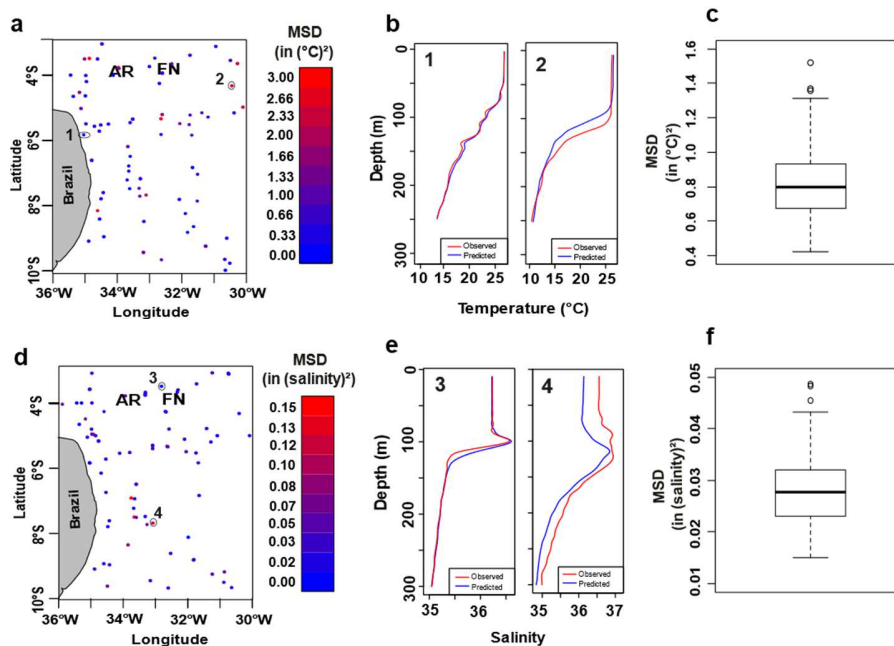 a
MSD
(in (°C)²)
AR
FN
2
1
Brazil
4°S
6°S
8°S
10°S
Latitude
36°W
34°W
32°W
30°W
Longitude
3.00
2.66
2.33
2.00
1.66
1.33
1.00
0.66
0.33
0.00
b
1
2
0
100
200
300
Depth (m)
Observed
Predicted
Observed
Predicted
10
15
20
25
10
15
20
25
Temperature (°C)
c
MSD
(in (°C)²)
1.6
1.4
1.2
1.0
0.8
0.6
0.4
d
MSD
(in (salinity)²)
3
AR
FN
4
Brazil
4°S
6°S
8°S
10°S
Latitude
36°W
34°W
32°W
30°W
Longitude
0.15
0.13
0.12
0.10
0.08
0.07
0.05
0.03
0.02
0.00
e
3
4
0
100
200
300
Depth (m)
Observed
Predicted
Observed
Predicted
35
36
35
36
37
Salinity
f
MSD
(in (salinity)²)
0.05
0.04
0.03
0.02
0.01